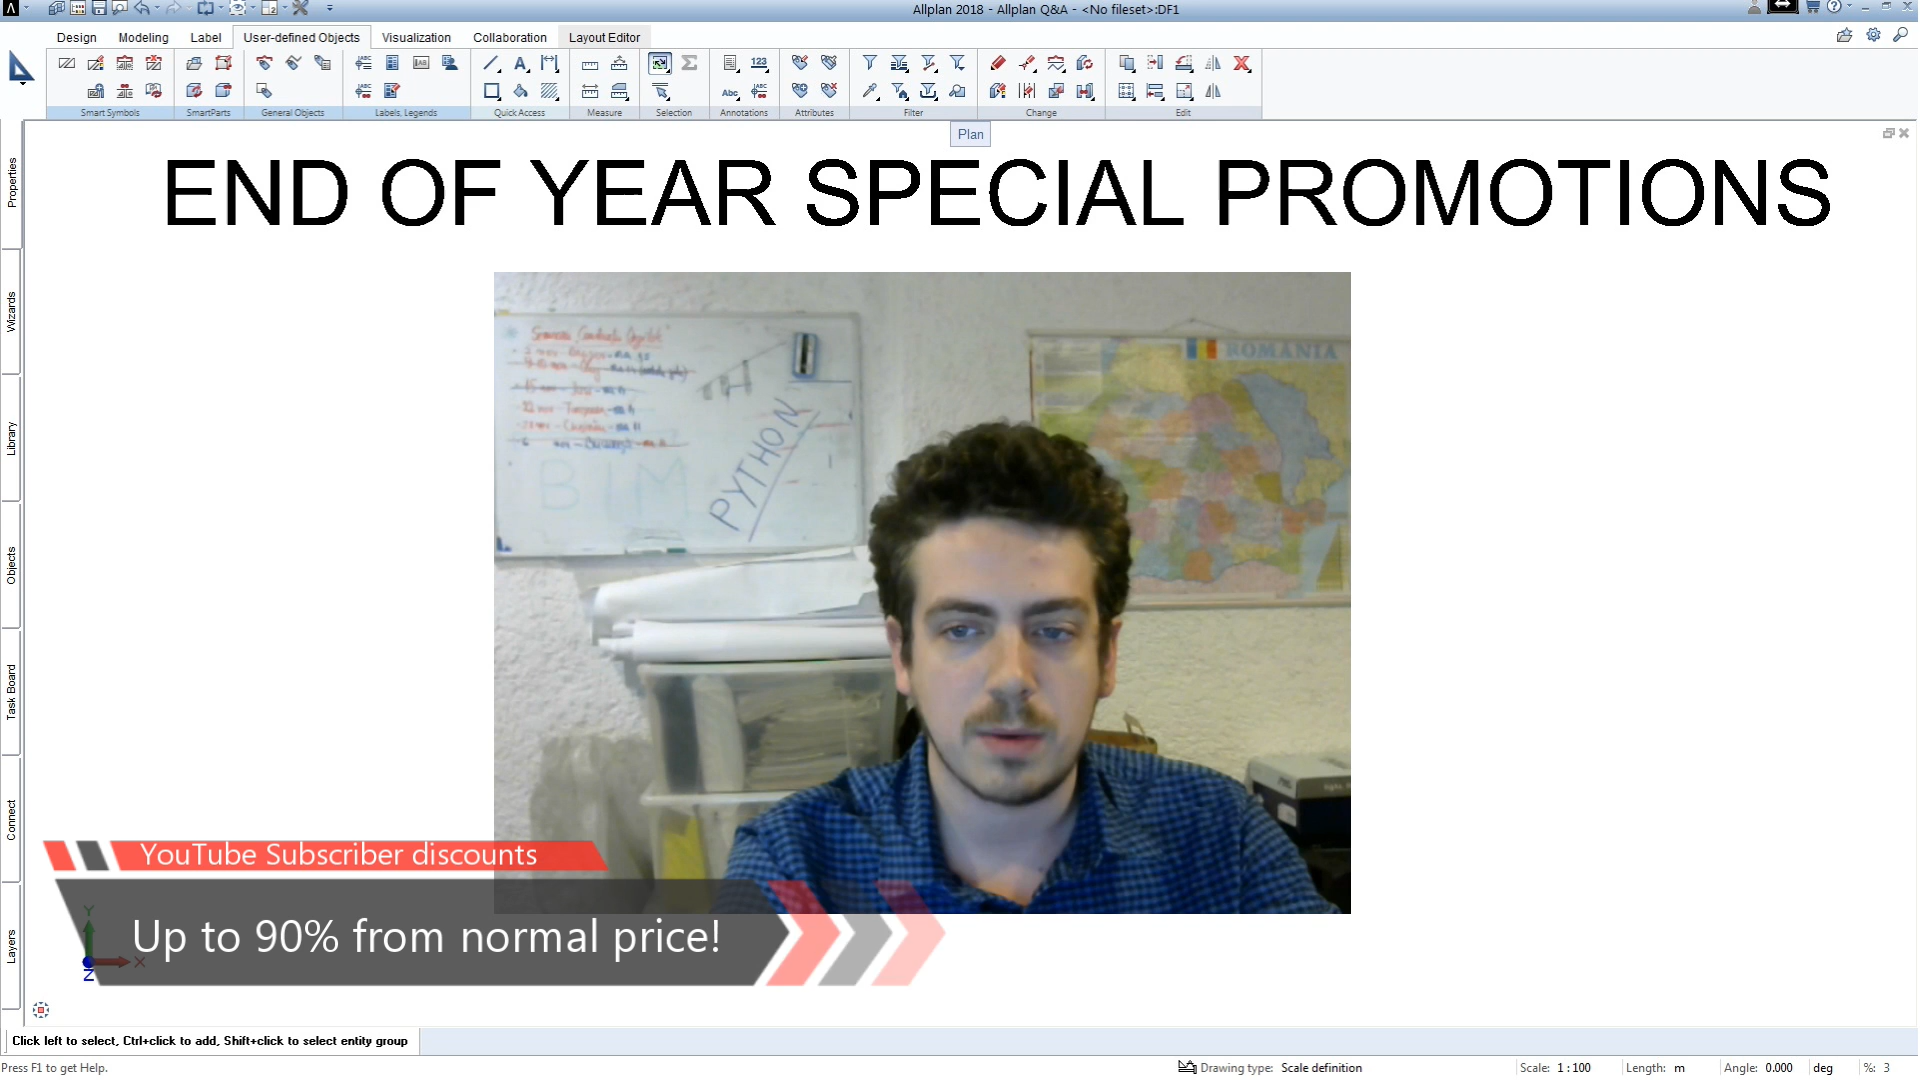 Allplan 2018 - Allplan Q&A - <No fileset>:DF1
Design Modeling Label User-defined Objects Visualization Collaboration Layout Editor
Smart Symbols SmartParts General Objects Labels, Legends Quick Access Measure Selection Annotations Attributes Filter Change Edit
Plan
END OF YEAR SPECIAL PROMOTIONS
Properties
Wizards
Library
Objects
Task Board
Connect
Layers
ROMANIA
PYTHON
BIM
YouTube Subscriber discounts
Up to 90% from normal price!
Y
X
Z
Click left to select, Ctrl+click to add, Shift+click to select entity group
Press F1 to get Help.
Drawing type: Scale definition Scale: 1 : 100 Length: m Angle: 0.000 deg %: 3